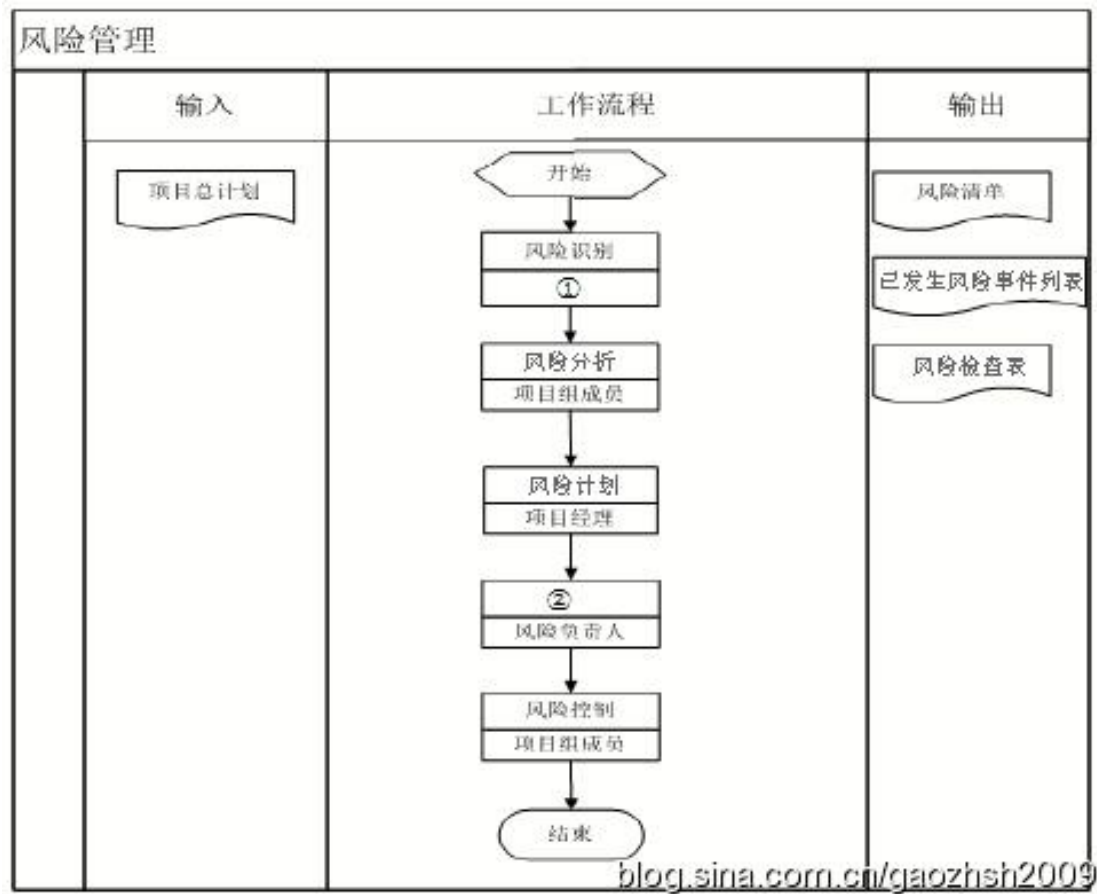 风险管理
输入
工作流程
输出
项目总计划
开始
风险识别
①
风险分析
项目组成员
风险计划
项目经理
②
风险负责人
风险控制
项目组成员
结束
风险清单
已发生风险事件列表
风险检查表
blog.sina.com.cn/gaozhsh2009